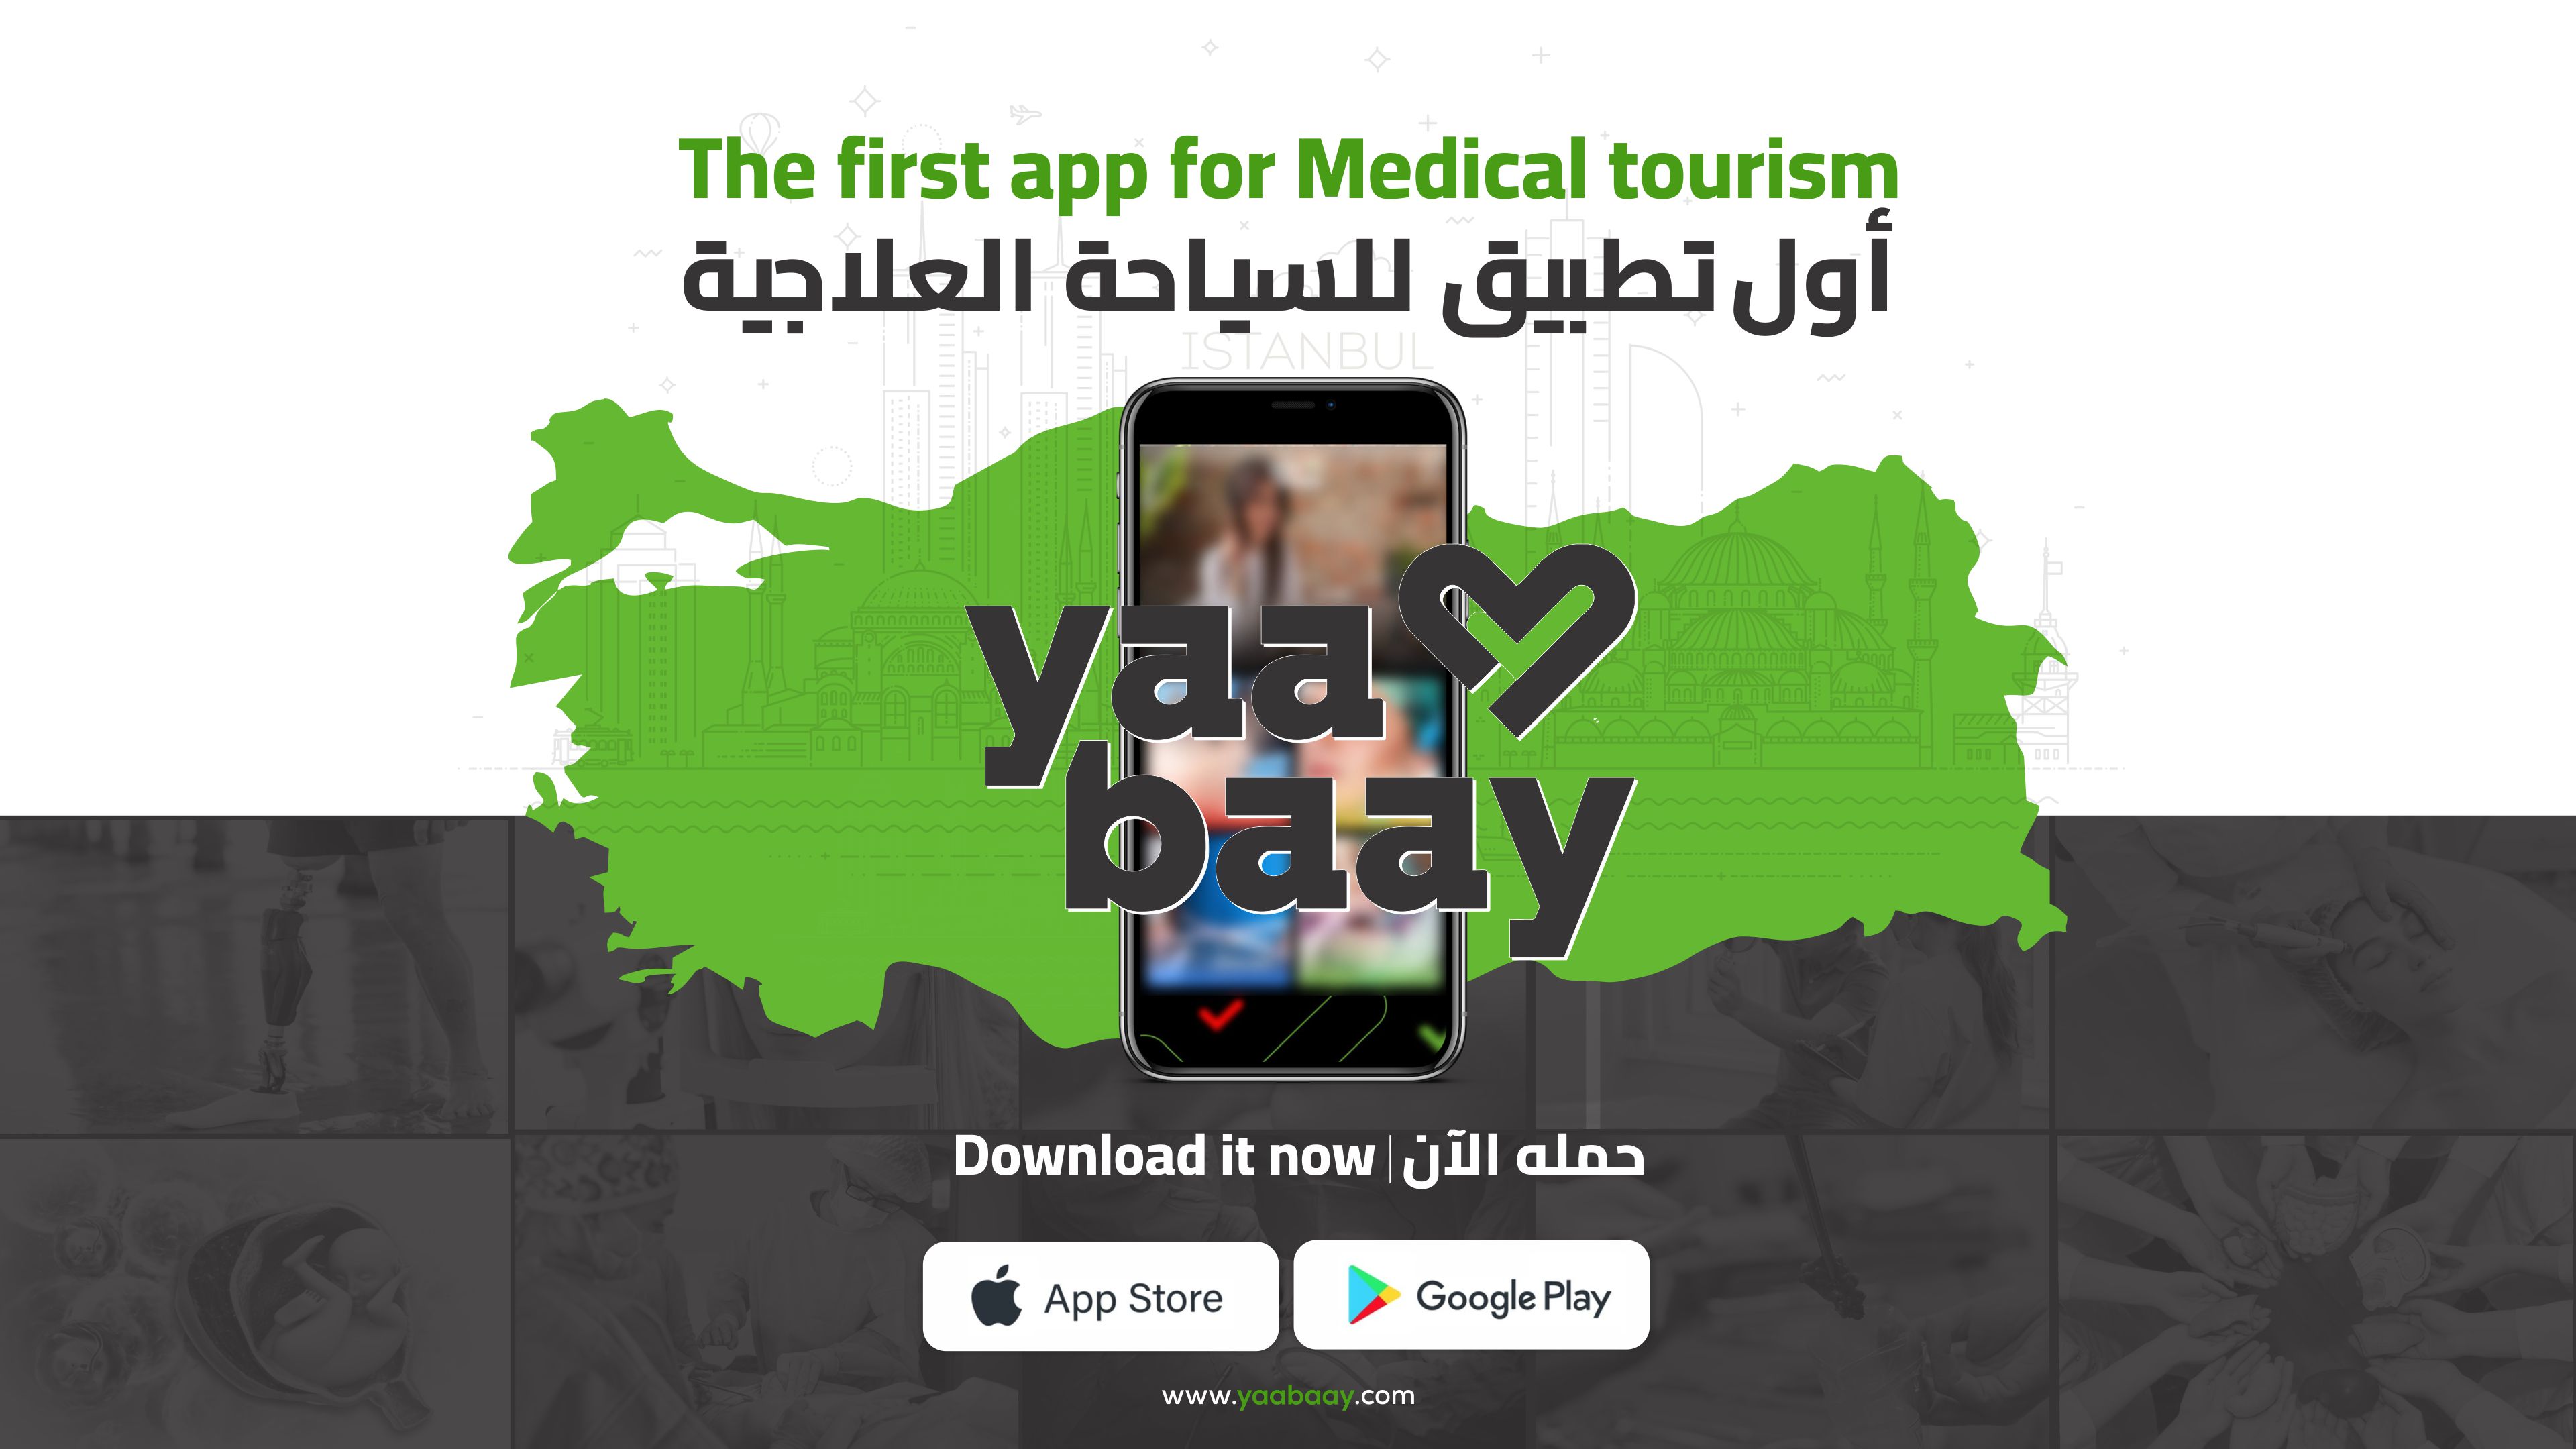 The first app for Medical tourism
أول تطبيق للسياحة العلاجية
ISTANBUL
yaa
baay
Download it now | حمله الآن
App Store
Google Play
www.yaabaay.com